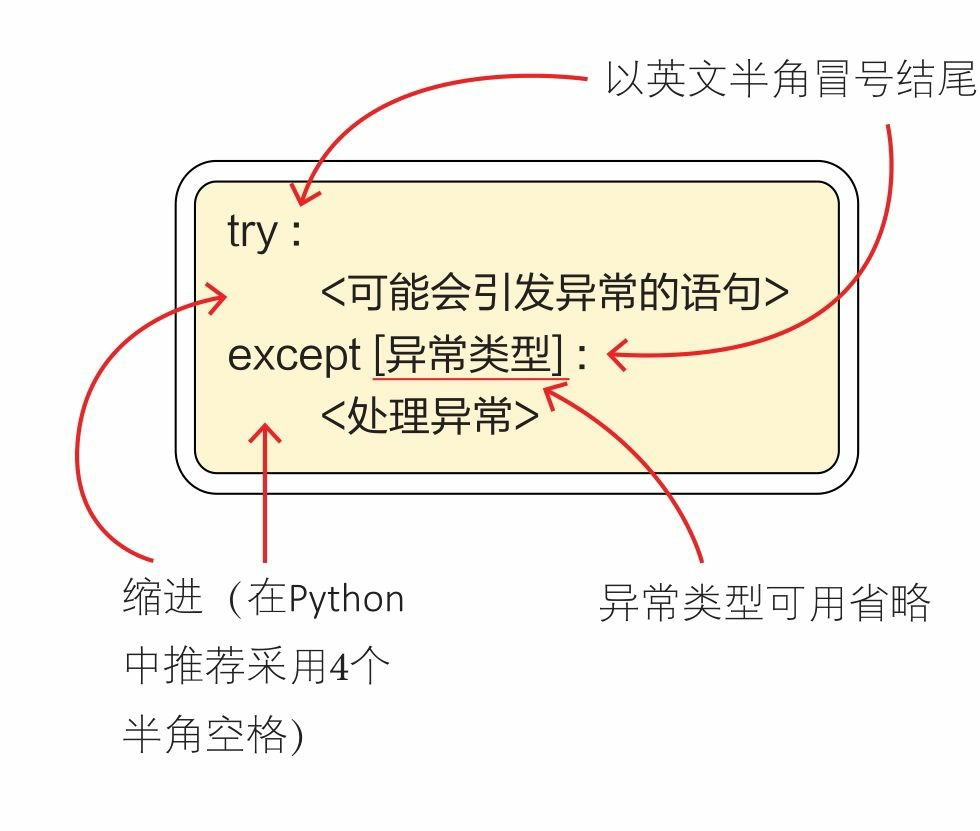 以英文半角冒号结尾
try :
<可能会引发异常的语句>
except [异常类型] :
<处理异常>
缩进（在Python
中推荐采用4个
半角空格)
异常类型可用省略